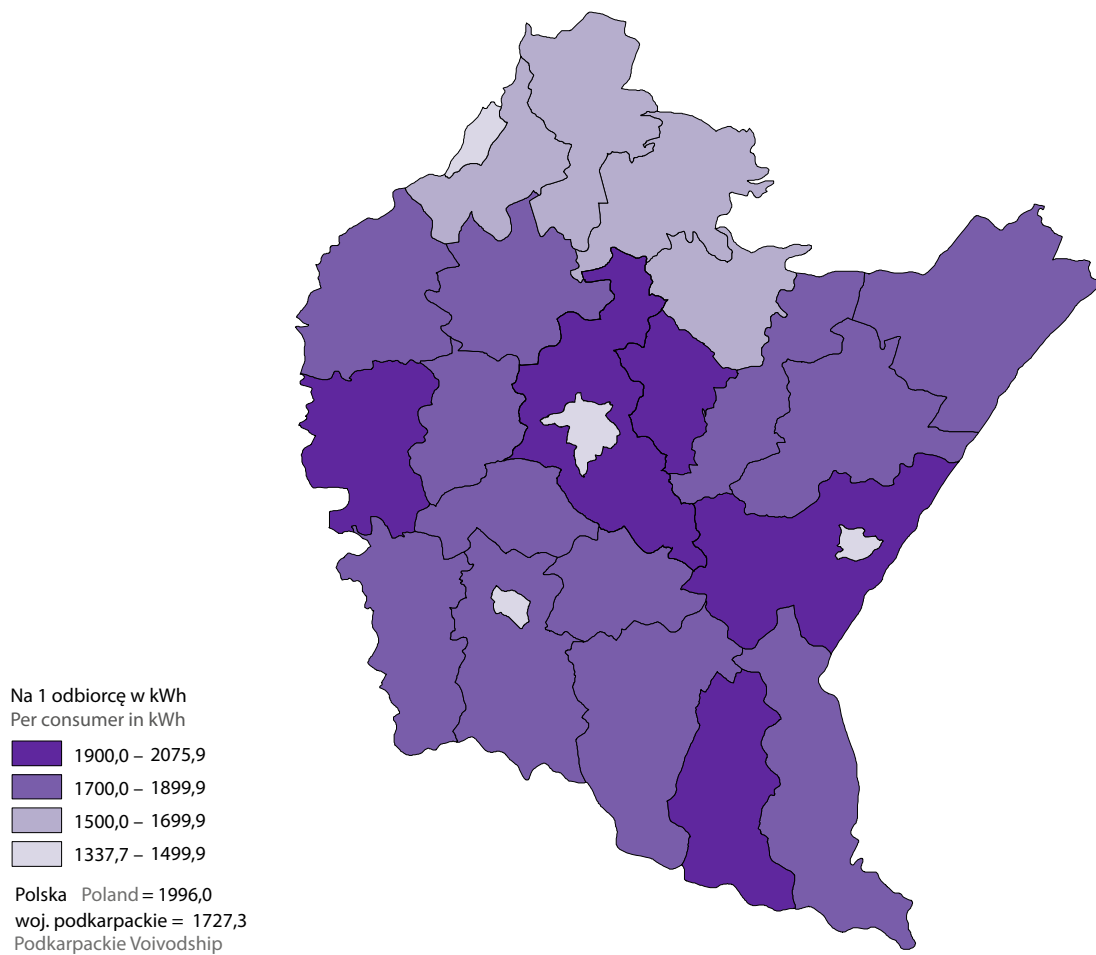 Na 1 odbiorcę w kWh
Per consumer in kWh
1900,0 – 2075,9
1700,0 – 1899,9
1500,0 – 1699,9
1337,7 – 1499,9
Polska Poland = 1996,0
woj. podkarpackie = 1727,3
Podkarpackie Voivodship